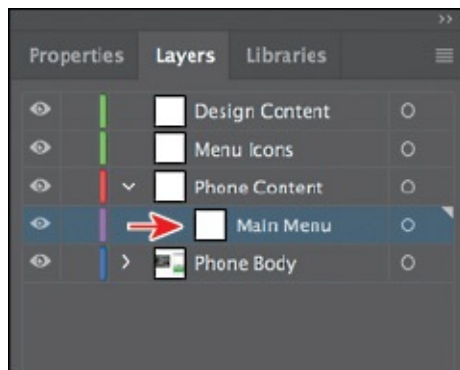 Properties Layers Libraries
Design Content
Menu Icons
Phone Content
Main Menu
Phone Body